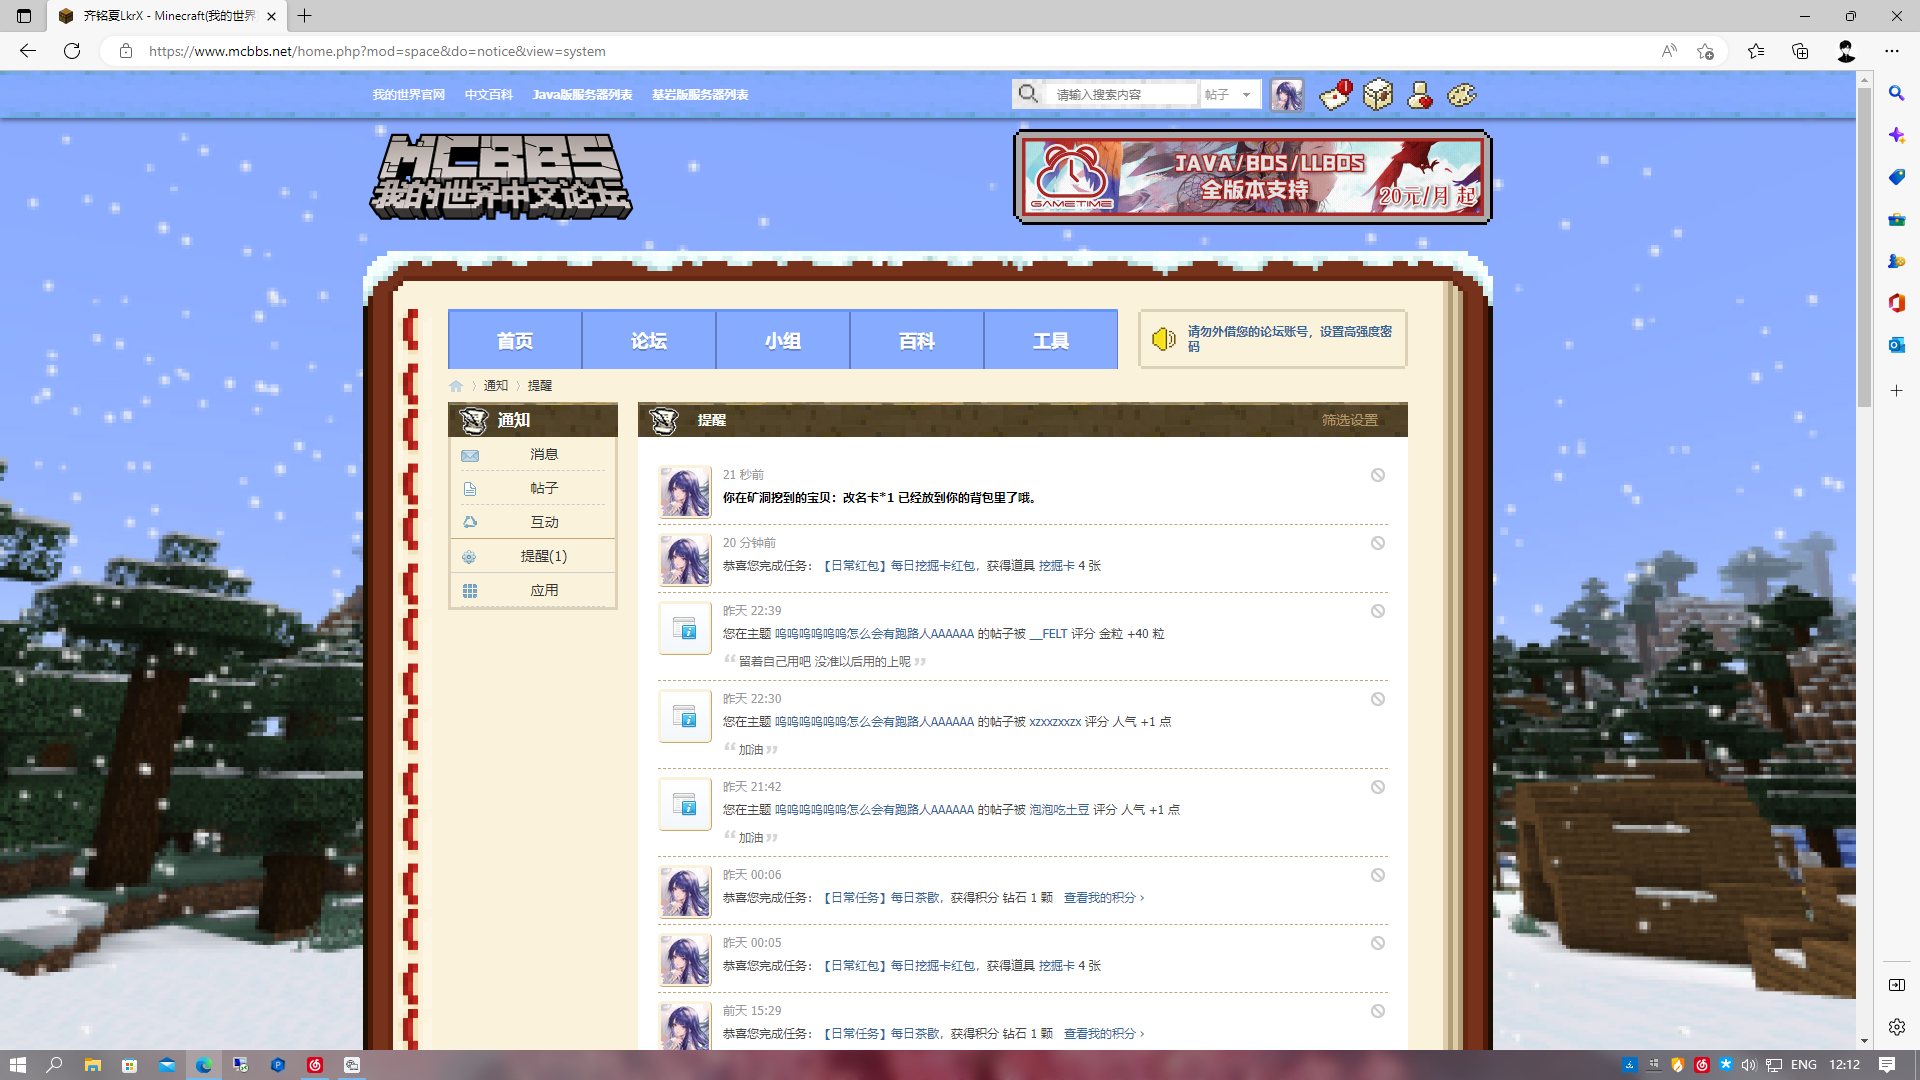 齐铭夏LkrX - Minecraft(我的世界
https://www.mcbbs.net/home.php?mod=space&do=notice&view=system
我的世界官网 中文百科 Java版服务器列表 基岩版服务器列表
请输入搜索内容 帖子
MCBBS
我的世界中文论坛
GAMETIME
JAVA/BDS/LLBDS
全版本支持
20元/月 起
首页 论坛 小组 百科 工具
请勿外借您的论坛账号，设置高强度密
码
通知 提醒
通知
消息
帖子
互动
提醒(1)
应用
提醒 筛选设置
21 秒前
你在矿洞挖到的宝贝：改名卡*1 已经放到你的背包里了哦。
20 分钟前
恭喜您完成任务：【日常红包】每日挖掘卡红包，获得道具 挖掘卡 4 张
昨天 22:39
您在主题 呜呜呜呜呜呜怎么会有跑路人AAAAAA 的帖子被 __FELT 评分 金粒 +40 粒
“ 留着自己用吧 没准以后用的上呢 ”
昨天 22:30
您在主题 呜呜呜呜呜呜怎么会有跑路人AAAAAA 的帖子被 xzxxzxxzx 评分 人气 +1 点
“ 加油 ”
昨天 21:42
您在主题 呜呜呜呜呜呜怎么会有跑路人AAAAAA 的帖子被 泡泡吃土豆 评分 人气 +1 点
“ 加油 ”
昨天 00:06
恭喜您完成任务：【日常任务】每日茶歇，获得积分 钻石 1 颗 查看我的积分 ›
昨天 00:05
恭喜您完成任务：【日常红包】每日挖掘卡红包，获得道具 挖掘卡 4 张
前天 15:29
恭喜您完成任务：【日常任务】每日茶歇，获得积分 钻石 1 颗 查看我的积分 ›
ENG 12:12